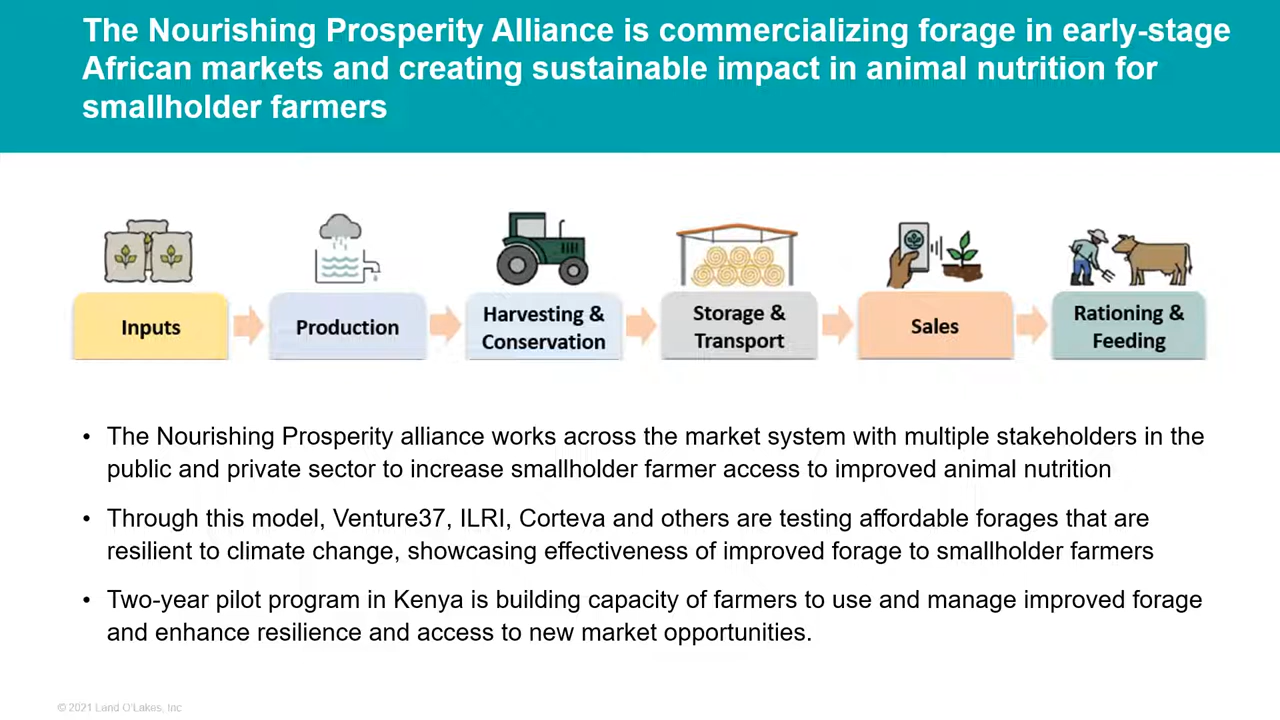 The Nourishing Prosperity Alliance is commercializing forage in early-stage
African markets and creating sustainable impact in animal nutrition for
smallholder farmers
Inputs
Production
Harvesting &
Conservation
Storage &
Transport
Sales
Rationing &
Feeding
• The Nourishing Prosperity alliance works across the market system with multiple stakeholders in the
public and private sector to increase smallholder farmer access to improved animal nutrition
• Through this model, Venture37, ILRI, Corteva and others are testing affordable forages that are
resilient to climate change, showcasing effectiveness of improved forage to smallholder farmers
• Two-year pilot program in Kenya is building capacity of farmers to use and manage improved forage
and enhance resilience and access to new market opportunities.
© 2021 Land O'Lakes, Inc